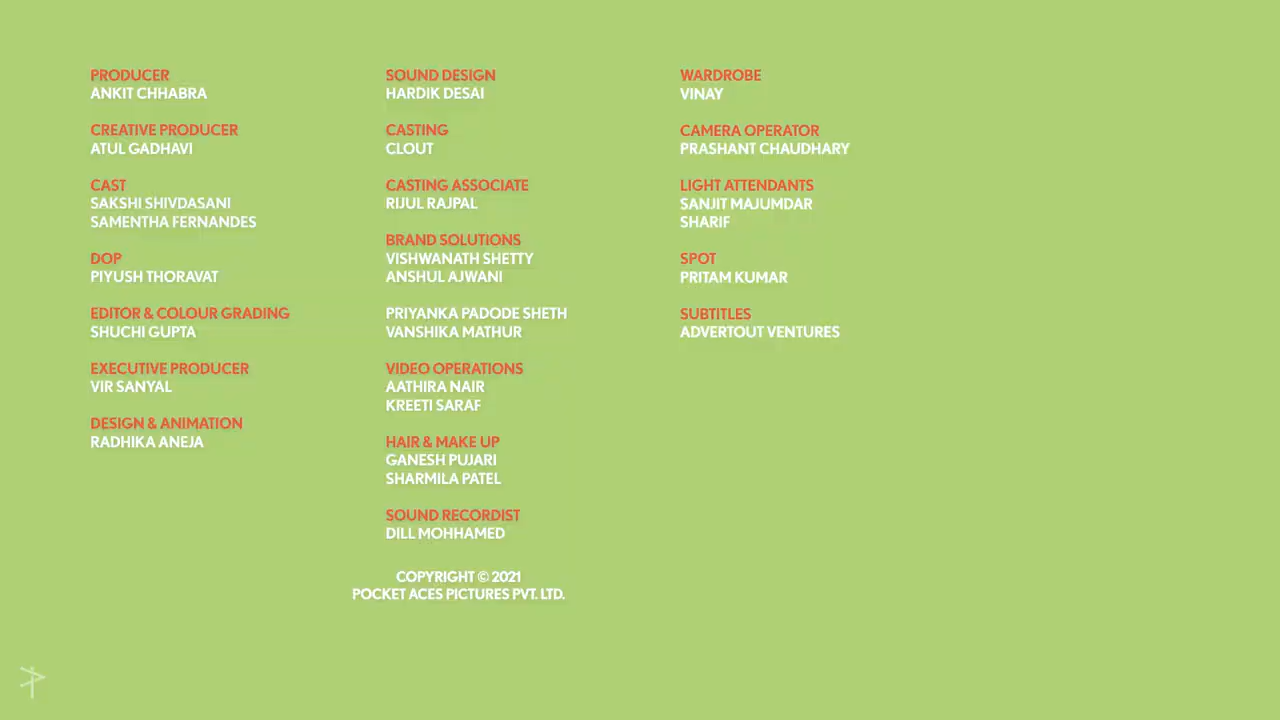 PRODUCER
ANKIT CHHABRA
CREATIVE PRODUCER
ATUL GADHAVI
CAST
SAKSHI SHIVDASANI
SAMENTHA FERNANDES
DOP
PIYUSH THORAVAT
EDITOR & COLOUR GRADING
SHUCHI GUPTA
EXECUTIVE PRODUCER
VIR SANYAL
DESIGN & ANIMATION
RADHIKA ANEJA
SOUND DESIGN
HARDIK DESAI
CASTING
CLOUT
CASTING ASSOCIATE
RIJUL RAJPAL
BRAND SOLUTIONS
VISHWANATH SHETTY
ANSHUL AJWANI
PRIYANKA PADODE SHETH
VANSHIKA MATHUR
VIDEO OPERATIONS
AATHIRA NAIR
KREETI SARAF
HAIR & MAKE UP
GANESH PUJARI
SHARMILA PATEL
SOUND RECORDIST
DILL MOHHAMED
WARDROBE
VINAY
CAMERA OPERATOR
PRASHANT CHAUDHARY
LIGHT ATTENDANTS
SANJIT MAJUMDAR
SHARIF
SPOT
PRITAM KUMAR
SUBTITLES
ADVERTOUT VENTURES
COPYRIGHT © 2021
POCKET ACES PICTURES PVT. LTD.